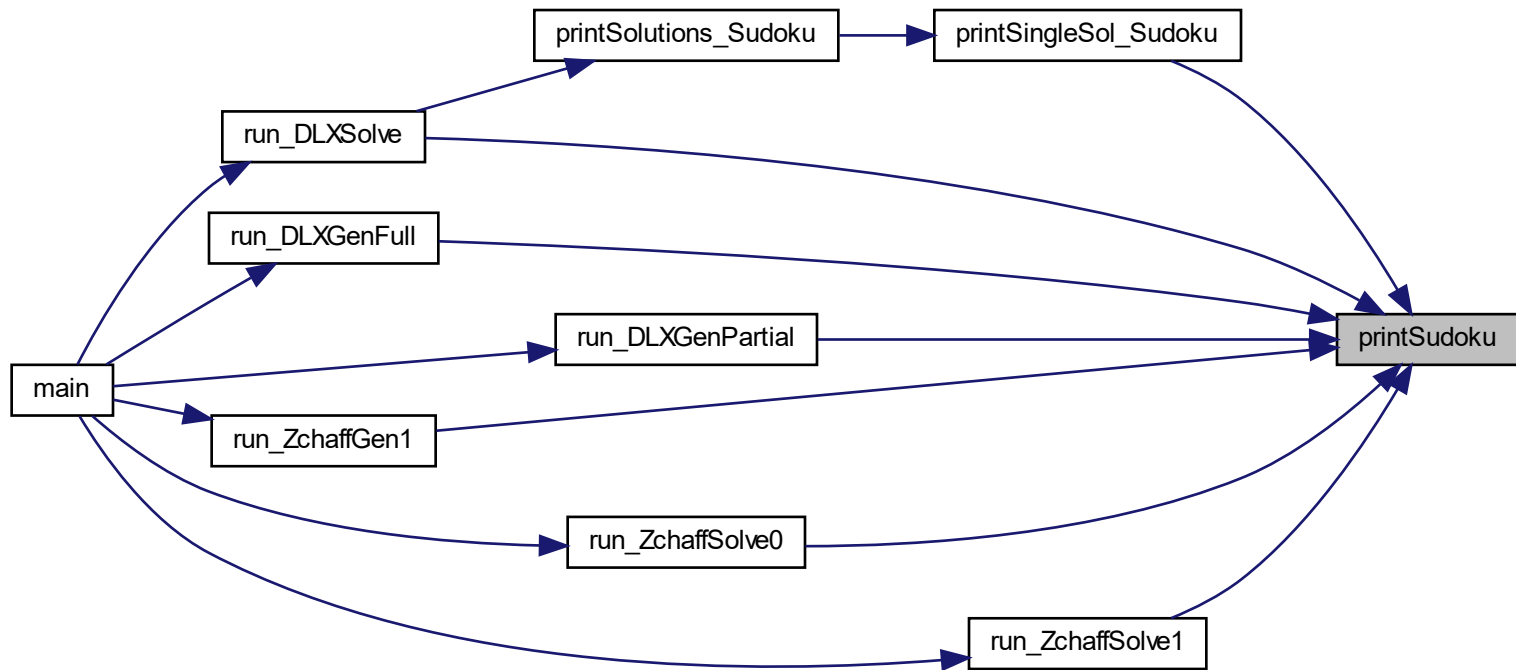 printSolutions_Sudoku
printSingleSol_Sudoku
run_DLXSolve
run_DLXGenFull
run_DLXGenPartial
printSudoku
main
run_ZchaffGen1
run_ZchaffSolve0
run_ZchaffSolve1